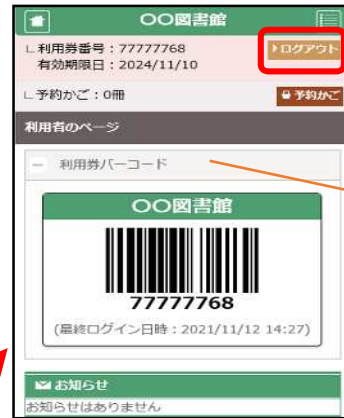 〇〇図書館
∟利用券番号：77777768
有効期限日：2024/11/10
ログアウト
∟予約かご：0冊
予約かご
利用者のページ
利用券バーコード
〇〇図書館
77777768
(最終ログイン日時：2021/11/12 14:27)
お知らせ
お知らせはありません